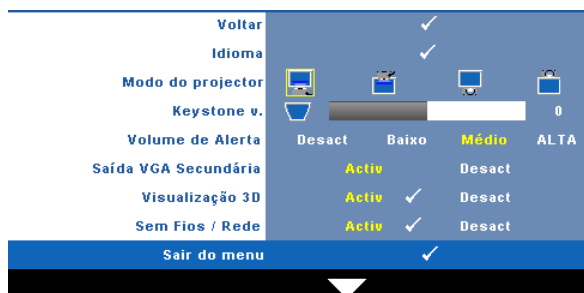 Voltar
Idioma
Modo do projector
Keystone v. 0
Volume de Alerta Desact Baixo Médio ALTA
Saída VGA Secundária Activ Desact
Visualização 3D Activ Desact
Sem Fios / Rede Activ Desact
Sair do menu